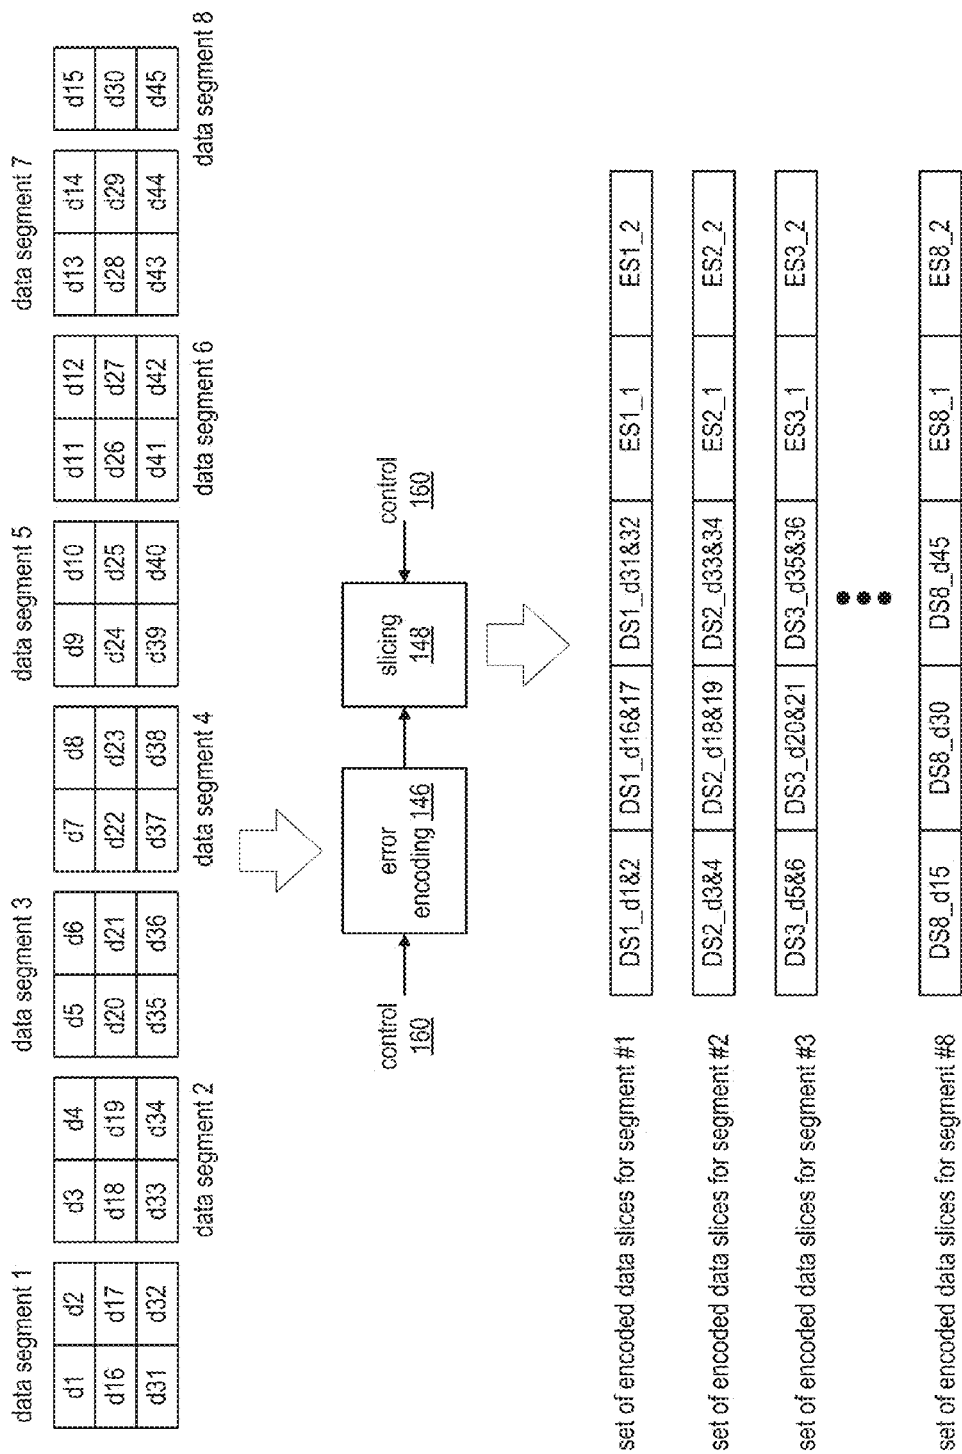 data segment 1
data segment 3
data segment 5
data segment 7
d1 d2 d3 d4 d5 d6 d7 d8 d9 d10 d11 d12 d13 d14 d15
d16 d17 d18 d19 d20 d21 d22 d23 d24 d25 d26 d27 d28 d29 d30
d31 d32 d33 d34 d35 d36 d37 d38 d39 d40 d41 d42 d43 d44 d45
data segment 2
data segment 4
data segment 6
data segment 8
control
160
error
encoding 146
slicing
148
control
160
set of encoded data slices for segment #1 DS1_d1&2 DS1_d16&17 DS1_d31&32 ES1_1 ES1_2
set of encoded data slices for segment #2 DS2_d3&4 DS2_d18&19 DS2_d33&34 ES2_1 ES2_2
set of encoded data slices for segment #3 DS3_d5&6 DS3_d20&21 DS3_d35&36 ES3_1 ES3_2
set of encoded data slices for segment #8 DS8_d15 DS8_d30 DS8_d45 ES8_1 ES8_2